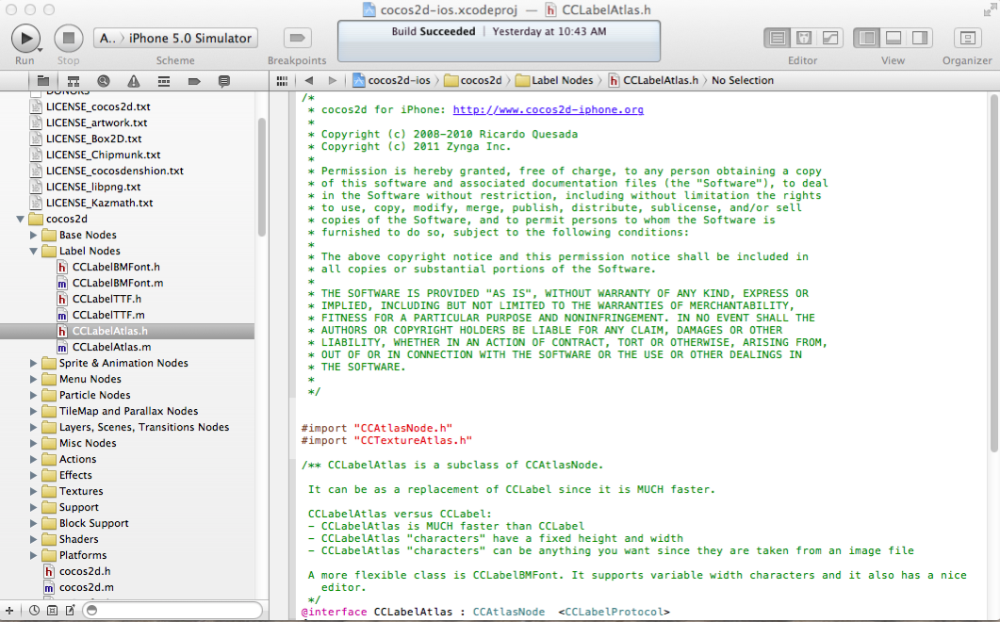 cocos2d-ios.xcodeproj — CCLabelAtlas.h
A.. iPhone 5.0 Simulator
Build Succeeded | Yesterday at 10:43 AM
Run Stop Scheme Breakpoints Editor View Organizer
cocos2d-ios cocos2d Label Nodes CCLabelAtlas.h No Selection
DONORS
LICENSE_cocos2d.txt
LICENSE_artwork.txt
LICENSE_Box2D.txt
LICENSE_Chipmunk.txt
LICENSE_cocosdenshion.txt
LICENSE_libpng.txt
LICENSE_Kazmath.txt
cocos2d
Base Nodes
Label Nodes
h CCLabelBMFont.h
m CCLabelBMFont.m
h CCLabelTTF.h
m CCLabelTTF.m
h CCLabelAtlas.h
m CCLabelAtlas.m
Sprite & Animation Nodes
Menu Nodes
Particle Nodes
TileMap and Parallax Nodes
Layers, Scenes, Transitions Nodes
Misc Nodes
Actions
Effects
Textures
Support
Block Support
Shaders
Platforms
h cocos2d.h
m cocos2d.m
/*
* cocos2d for iPhone: http://www.cocos2d-iphone.org
*
* Copyright (c) 2008-2010 Ricardo Quesada
* Copyright (c) 2011 Zynga Inc.
*
* Permission is hereby granted, free of charge, to any person obtaining a copy
* of this software and associated documentation files (the "Software"), to deal
* in the Software without restriction, including without limitation the rights
* to use, copy, modify, merge, publish, distribute, sublicense, and/or sell
* copies of the Software, and to permit persons to whom the Software is
* furnished to do so, subject to the following conditions:
*
* The above copyright notice and this permission notice shall be included in
* all copies or substantial portions of the Software.
*
* THE SOFTWARE IS PROVIDED "AS IS", WITHOUT WARRANTY OF ANY KIND, EXPRESS OR
* IMPLIED, INCLUDING BUT NOT LIMITED TO THE WARRANTIES OF MERCHANTABILITY,
* FITNESS FOR A PARTICULAR PURPOSE AND NONINFRINGEMENT. IN NO EVENT SHALL THE
* AUTHORS OR COPYRIGHT HOLDERS BE LIABLE FOR ANY CLAIM, DAMAGES OR OTHER
* LIABILITY, WHETHER IN AN ACTION OF CONTRACT, TORT OR OTHERWISE, ARISING FROM,
* OUT OF OR IN CONNECTION WITH THE SOFTWARE OR THE USE OR OTHER DEALINGS IN
* THE SOFTWARE.
*
*/
#import "CCAtlasNode.h"
#import "CCTextureAtlas.h"
/** CCLabelAtlas is a subclass of CCAtlasNode.
It can be as a replacement of CCLabel since it is MUCH faster.
CCLabelAtlas versus CCLabel:
- CCLabelAtlas is MUCH faster than CCLabel
- CCLabelAtlas "characters" have a fixed height and width
- CCLabelAtlas "characters" can be anything you want since they are taken from an image file
A more flexible class is CCLabelBMFont. It supports variable width characters and it also has a nice
editor.
*/
@interface CCLabelAtlas : CCAtlasNode <CCLabelProtocol>